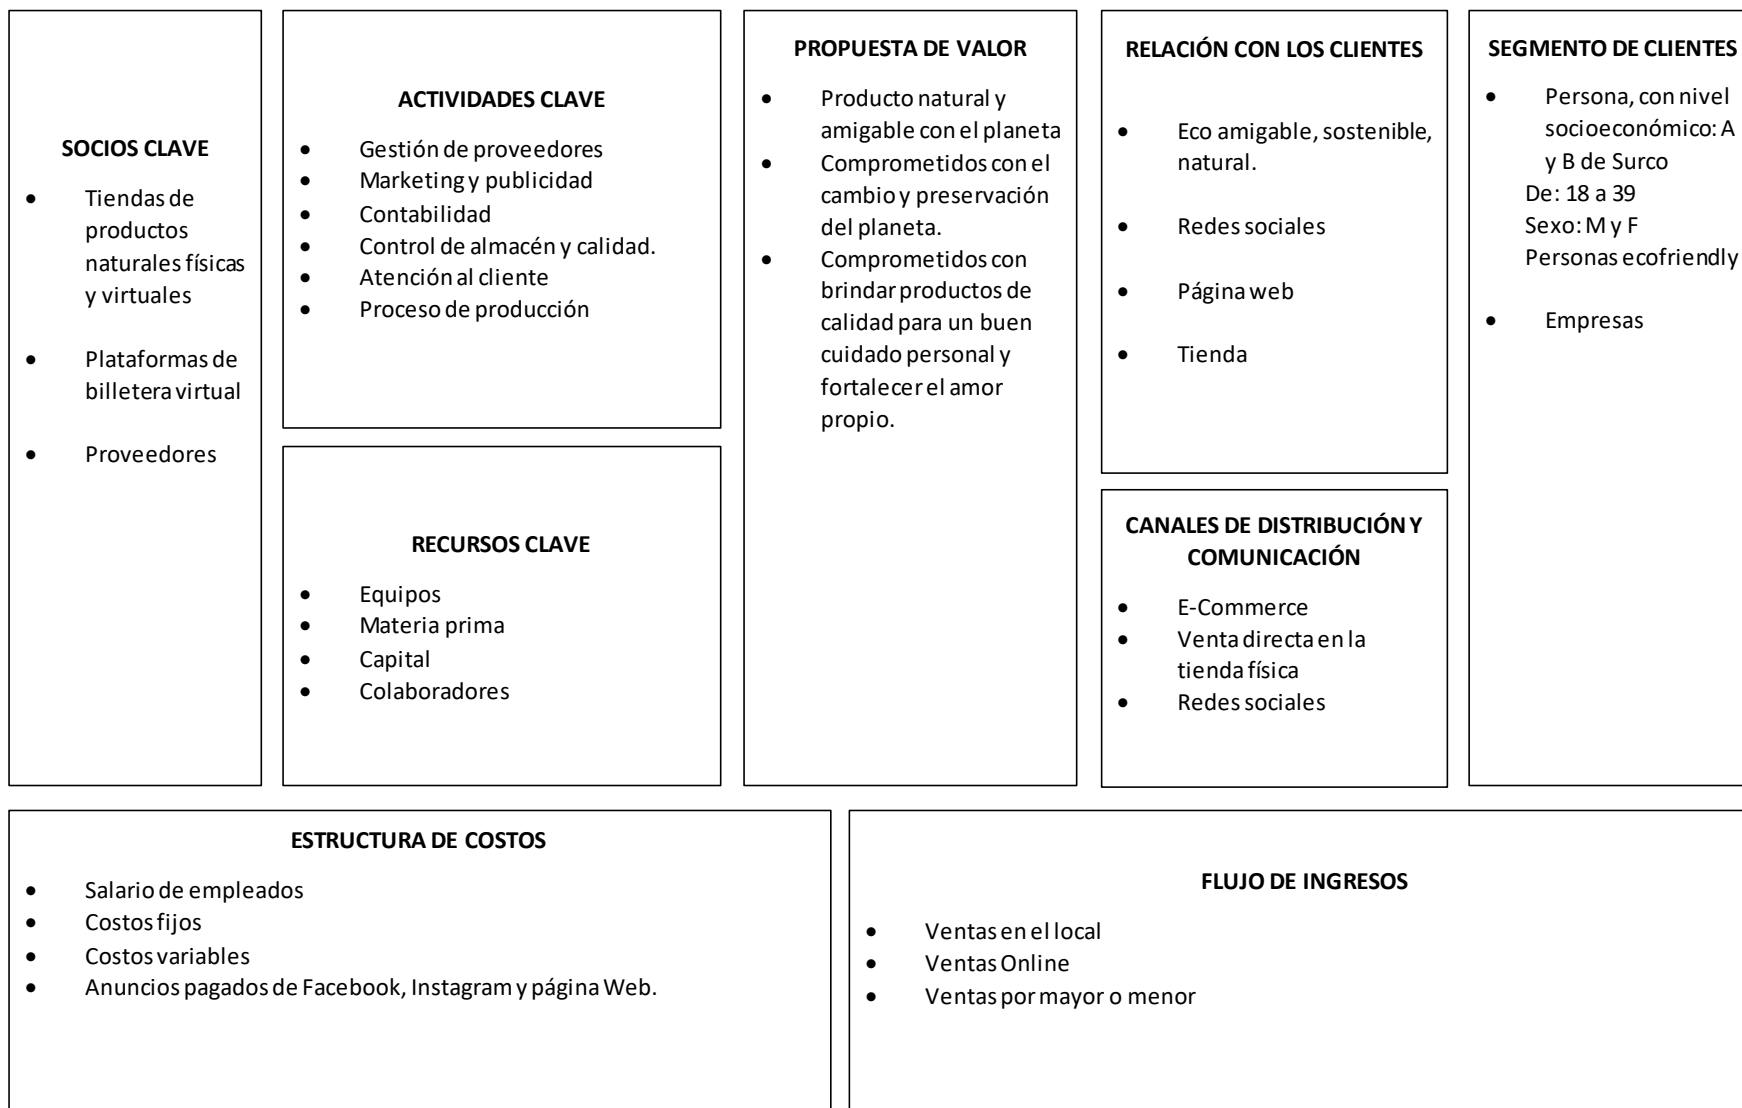 SOCIOS CLAVE
• Tiendas de
productos
naturales físicas
y virtuales
• Plataformas de
billetera virtual
• Proveedores
ACTIVIDADES CLAVE
• Gestión de proveedores
• Marketing y publicidad
• Contabilidad
• Control de almacén y calidad.
• Atención al cliente
• Proceso de producción
RECURSOS CLAVE
• Equipos
• Materia prima
• Capital
• Colaboradores
PROPUESTA DE VALOR
• Producto natural y
amigable con el planeta
• Comprometidos con el
cambio y preservación
del planeta.
• Comprometidos con
brindar productos de
calidad para un buen
cuidado personal y
fortalecer el amor
propio.
RELACIÓN CON LOS CLIENTES
• Eco amigable, sostenible,
natural.
• Redes sociales
• Página web
• Tienda
CANALES DE DISTRIBUCIÓN Y
COMUNICACIÓN
• E-Commerce
• Venta directa en la
tienda física
• Redes sociales
SEGMENTO DE CLIENTES
• Persona, con nivel
socioeconómico: A
y B de Surco
De: 18 a 39
Sexo: M y F
Personas ecofriendly
• Empresas
ESTRUCTURA DE COSTOS
• Salario de empleados
• Costos fijos
• Costos variables
• Anuncios pagados de Facebook, Instagram y página Web.
FLUJO DE INGRESOS
• Ventas en el local
• Ventas Online
• Ventas por mayor o menor